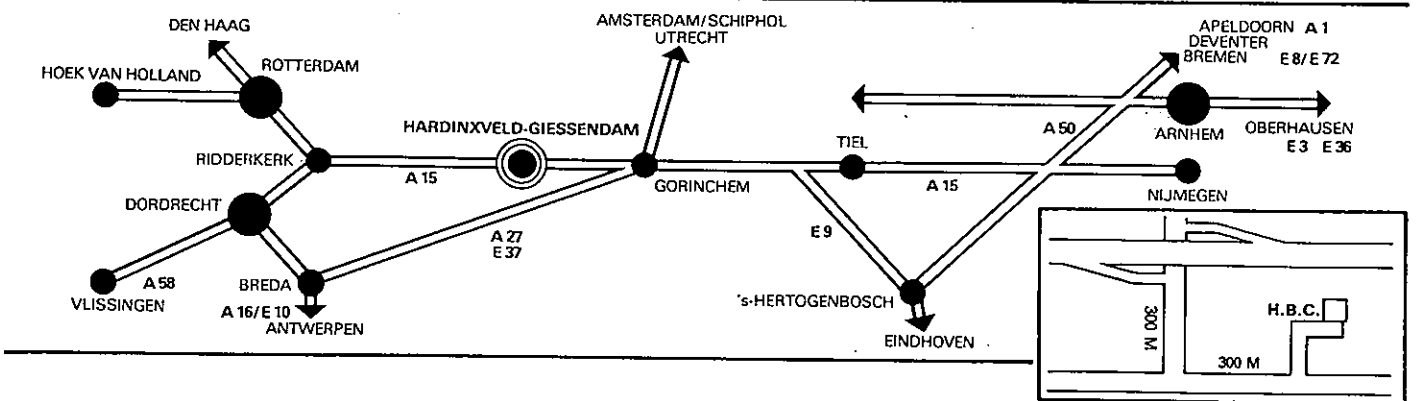 DEN HAAG
HOEK VAN HOLLAND
ROTTERDAM
AMSTERDAM/SCHIPHOL
UTRECHT
APELDOORN A 1
DEVENTER
BREMEN E 8/E 72
HARDINXVELD-GIESSENDAM
RIDDERKERK
A 15
GORINCHEM
TIEL
A 15
A 50
ARNHEM
OBERHAUSEN
E 3 E 36
NIJMEGEN
DORDRECHT
A 27
E 37
E 9
VLISSINGEN
A 58
BREDA
A 16/E 10
ANTWERPEN
's-HERTOGENBOSCH
EINDHOVEN
H.B.C.
300 M
300 M